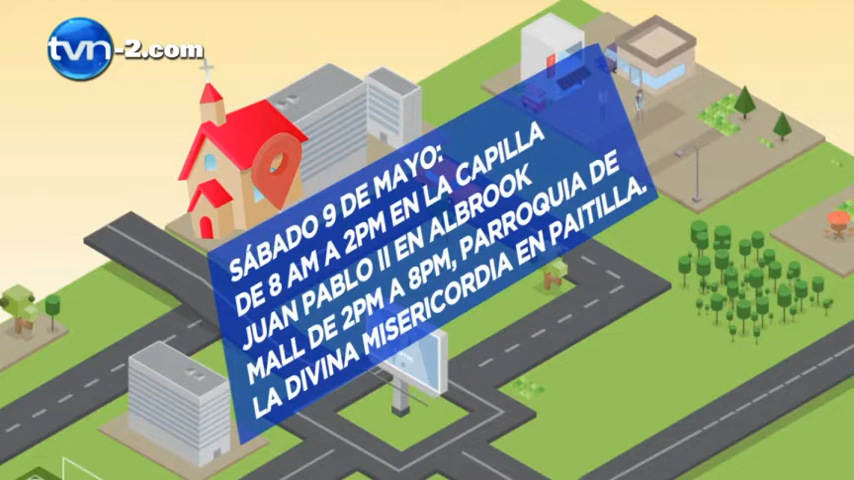 tvn-2.com
SÁBADO 9 DE MAYO:
DE 8 AM A 2PM EN LA CAPILLA
JUAN PABLO II EN ALBROOK
MALL DE 2PM A 8PM, PARROQUIA DE
LA DIVINA MISERICORDIA EN PAITILLA.